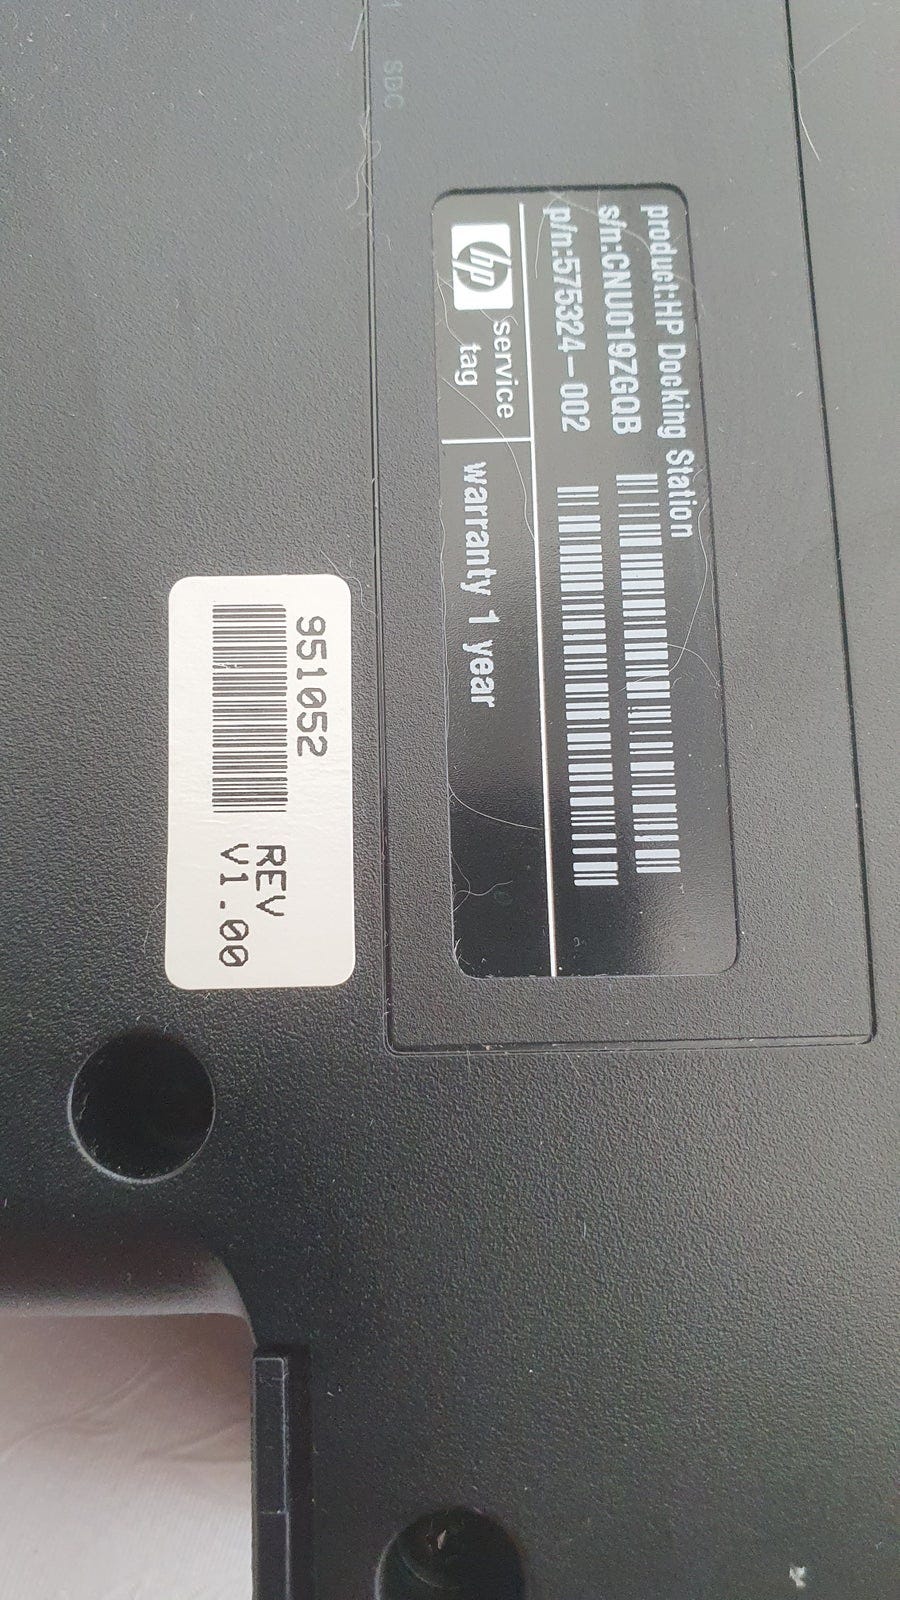 SDC
product:HP Docking Station
s/n:CNU019ZGQB
p/n:575324-002
hp
service
tag
warranty 1 year
951052
REV
V1.00